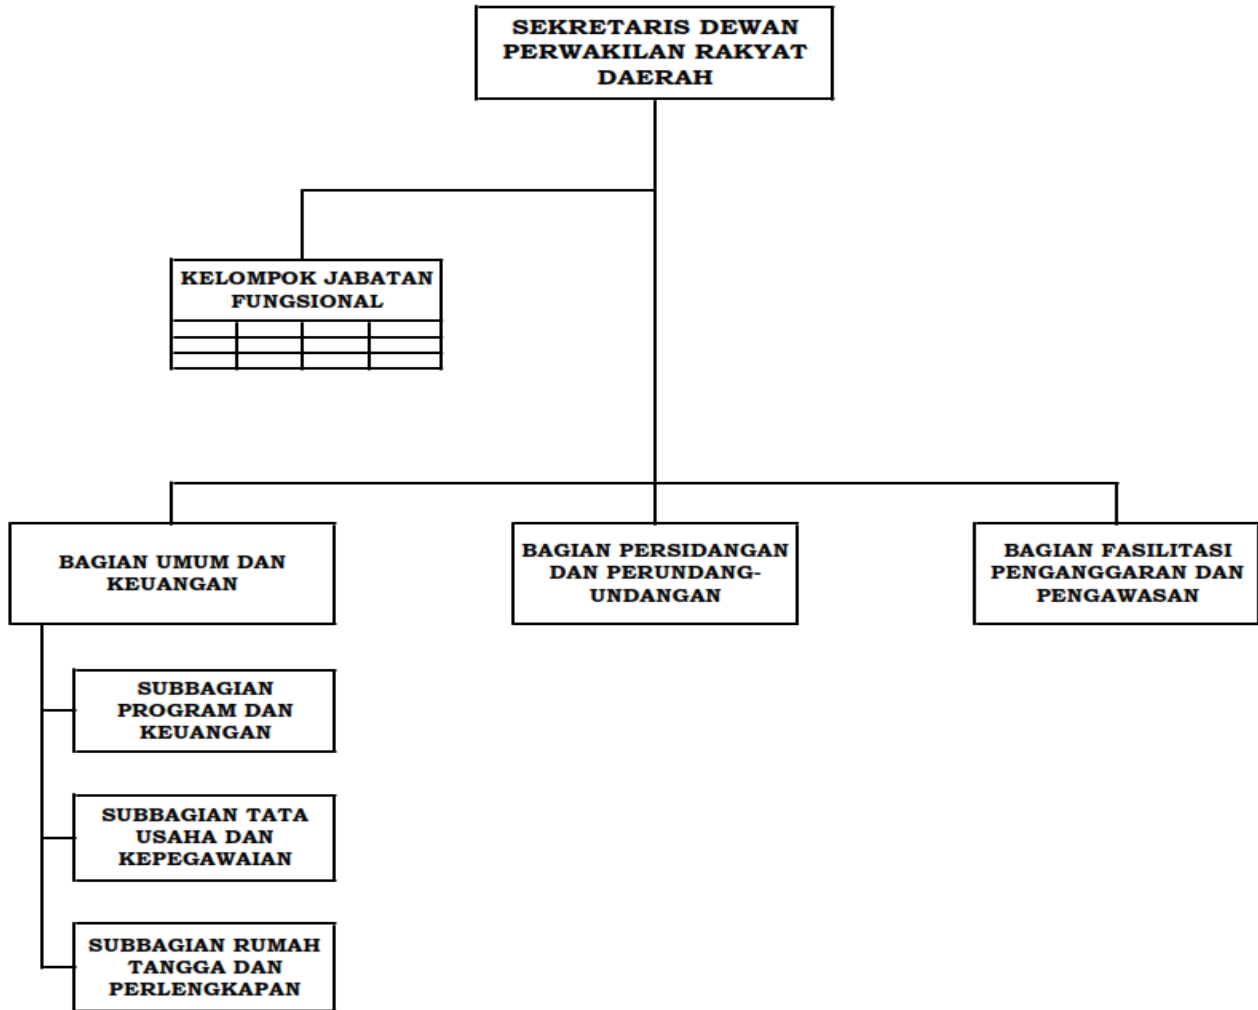 SEKRETARIS DEWAN
PERWAKILAN RAKYAT
DAERAH
KELOMPOK JABATAN
FUNGSIONAL
BAGIAN UMUM DAN
KEUANGAN
BAGIAN PERSIDANGAN
DAN PERUNDANG-
UNDANGAN
BAGIAN FASILITASI
PENGANGGARAN DAN
PENGAWASAN
SUBBAGIAN
PROGRAM DAN
KEUANGAN
SUBBAGIAN TATA
USAHA DAN
KEPEGAWAIAN
SUBBAGIAN RUMAH
TANGGA DAN
PERLENGKAPAN